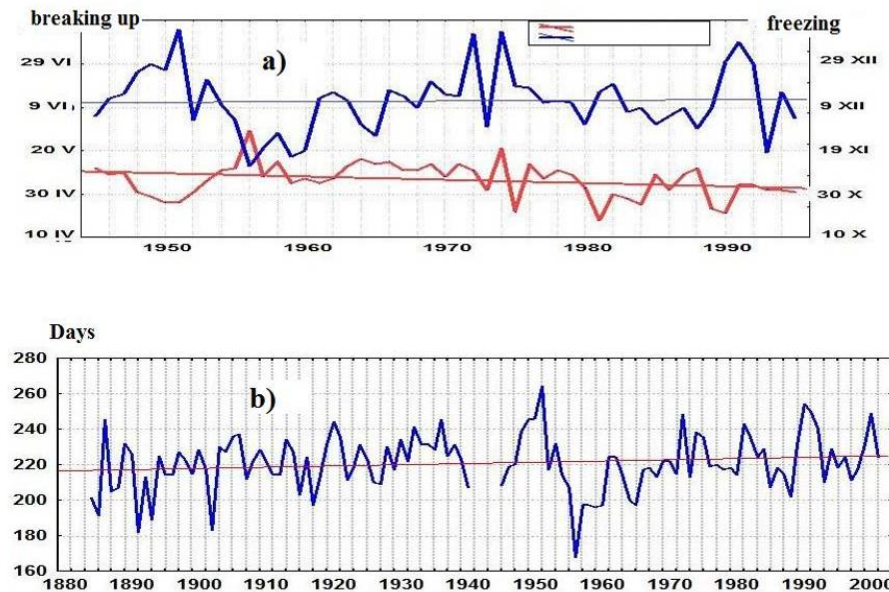 breaking up freezing
a)
29 VI 29 XII
9 VI, 9 XII
20 V 19 XI
30 IV 30 X
10 IV 10 X
1950 1960 1970 1980 1990
Days
280
b)
260
240
220
200
180
160
1880 1890 1900 1910 1920 1930 1940 1950 1960 1970 1980 1990 2000